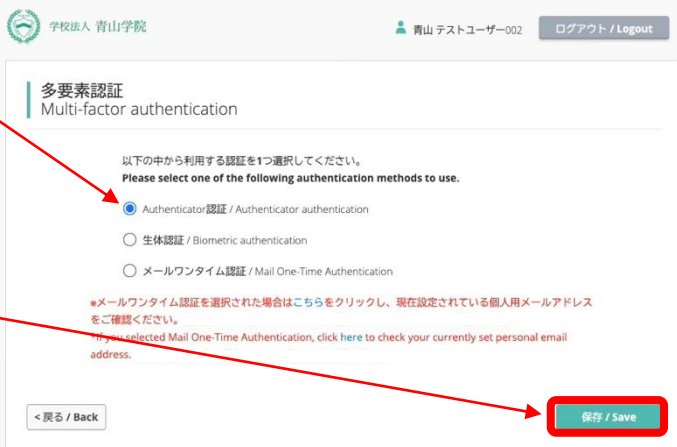 学校法人 青山学院
青山 テストユーザー002
ログアウト / Logout
多要素認証
Multi-factor authentication
以下の中から利用する認証を1つ選択してください。
Please select one of the following authentication methods to use.
Authenticator認証 / Authenticator authentication
生体認証 / Biometric authentication
メールワンタイム認証 / Mail One-Time Authentication
*メールワンタイム認証を選択された場合はこちらをクリックし、現在設定されている個人用メールアドレス
をご確認ください。
*If you selected Mail One-Time Authentication, click here to check your currently set personal email
address.
< 戻る / Back
保存 / Save